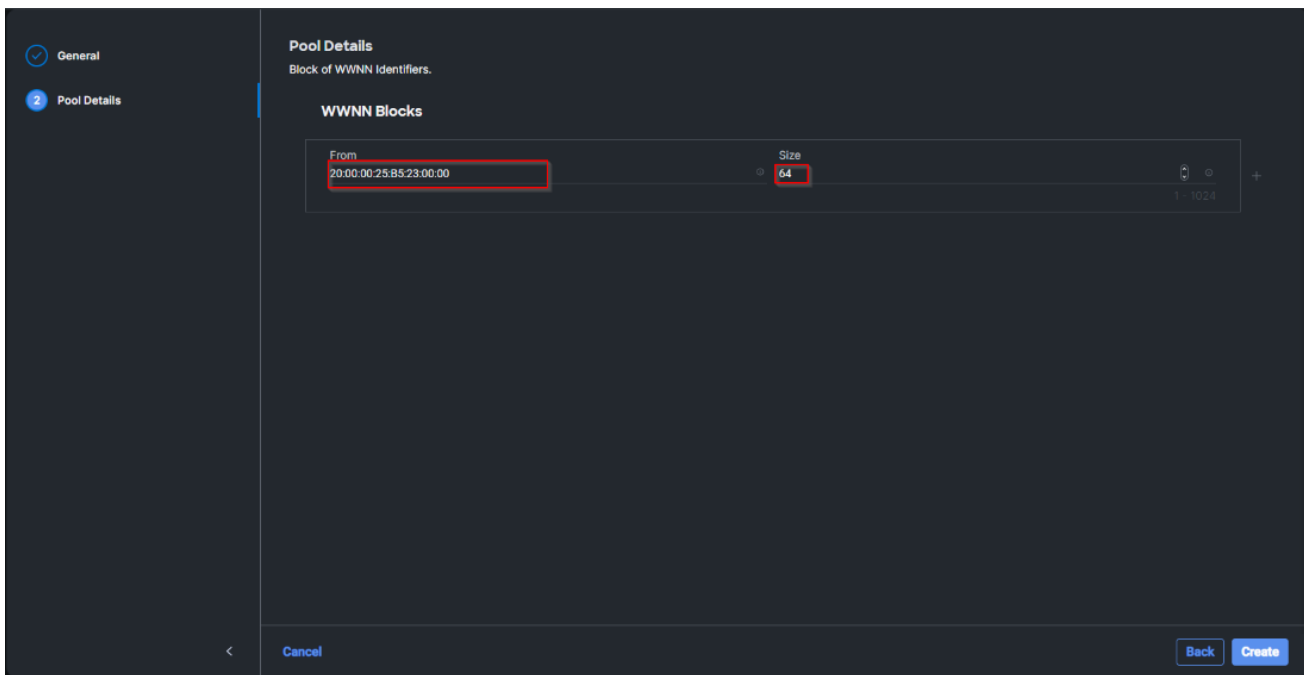 General
2 Pool Details
Pool Details
Block of WWNN Identifiers.
WWNN Blocks
From
20:00:00:25:B5:23:00:00
Size
64
1 - 1024
Cancel
Back
Create